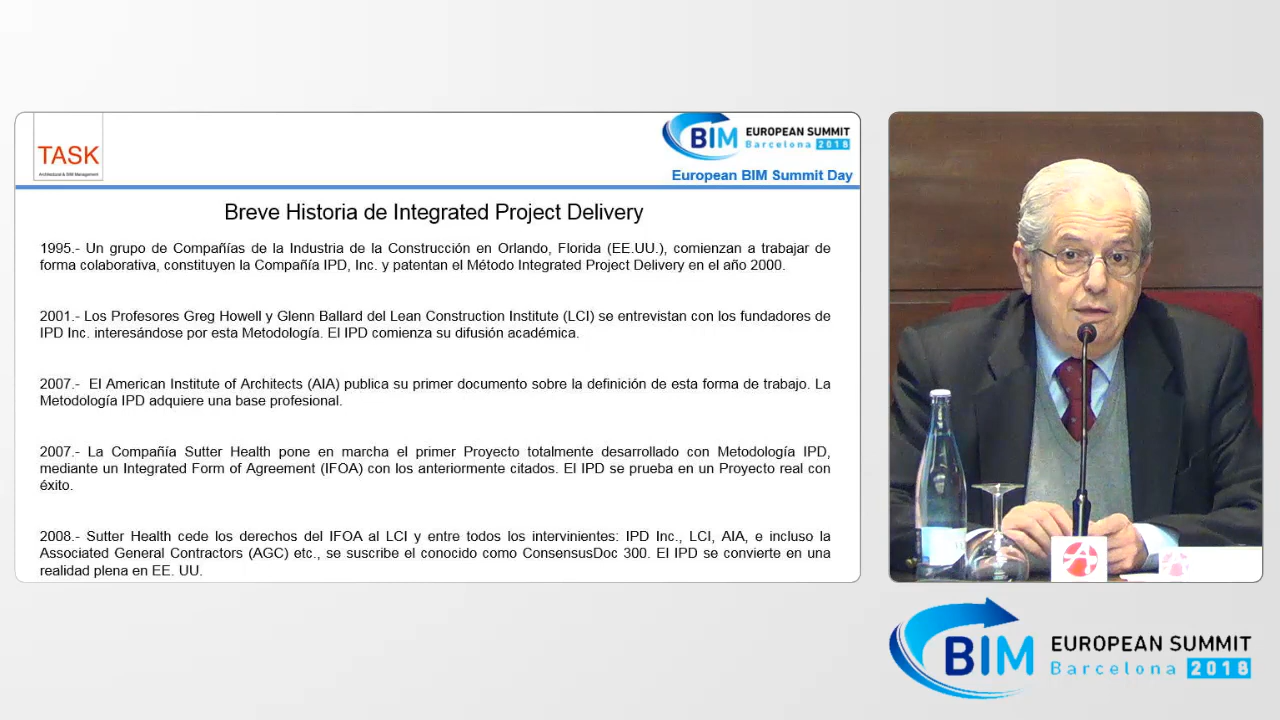 TASK
Architectural & BIM Management
BIM EUROPEAN SUMMIT
Barcelona 2018
European BIM Summit Day
Breve Historia de Integrated Project Delivery
1995.- Un grupo de Compañías de la Industria de la Construcción en Orlando, Florida (EE.UU.), comienzan a trabajar de
forma colaborativa, constituyen la Compañía IPD, Inc. y patentan el Método Integrated Project Delivery en el año 2000.
2001.- Los Profesores Greg Howell y Glenn Ballard del Lean Construction Institute (LCI) se entrevistan con los fundadores de
IPD Inc. interesándose por esta Metodología. El IPD comienza su difusión académica.
2007.- El American Institute of Architects (AIA) publica su primer documento sobre la definición de esta forma de trabajo. La
Metodología IPD adquiere una base profesional.
2007.- La Compañía Sutter Health pone en marcha el primer Proyecto totalmente desarrollado con Metodología IPD,
mediante un Integrated Form of Agreement (IFOA) con los anteriormente citados. El IPD se prueba en un Proyecto real con
éxito.
2008.- Sutter Health cede los derechos del IFOA al LCI y entre todos los intervinientes: IPD Inc., LCI, AIA, e incluso la
Associated General Contractors (AGC) etc., se suscribe el conocido como ConsensusDoc 300. El IPD se convierte en una
realidad plena en EE. UU.
BIM EUROPEAN SUMMIT
Barcelona 2018